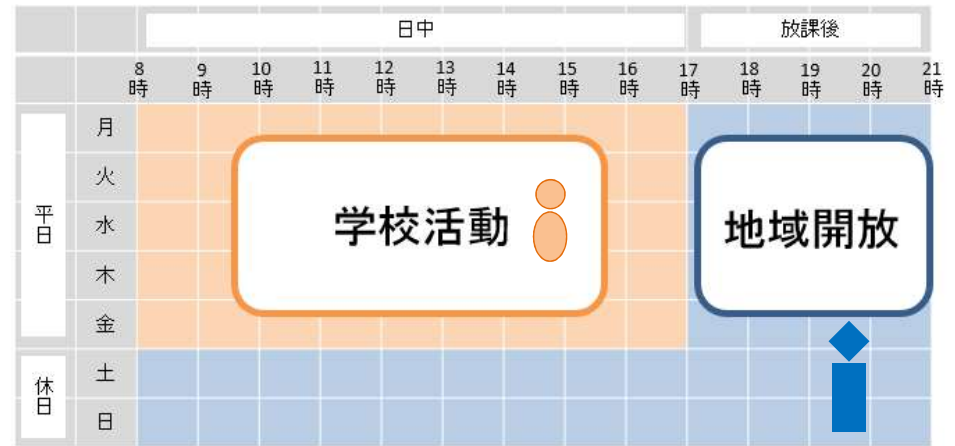 日中 放課後
8時 9時 10時 11時 12時 13時 14時 15時 16時 17時 18時 19時 20時 21時
平日
月
火
水
木
金
学校活動 地域開放
休日
土
日